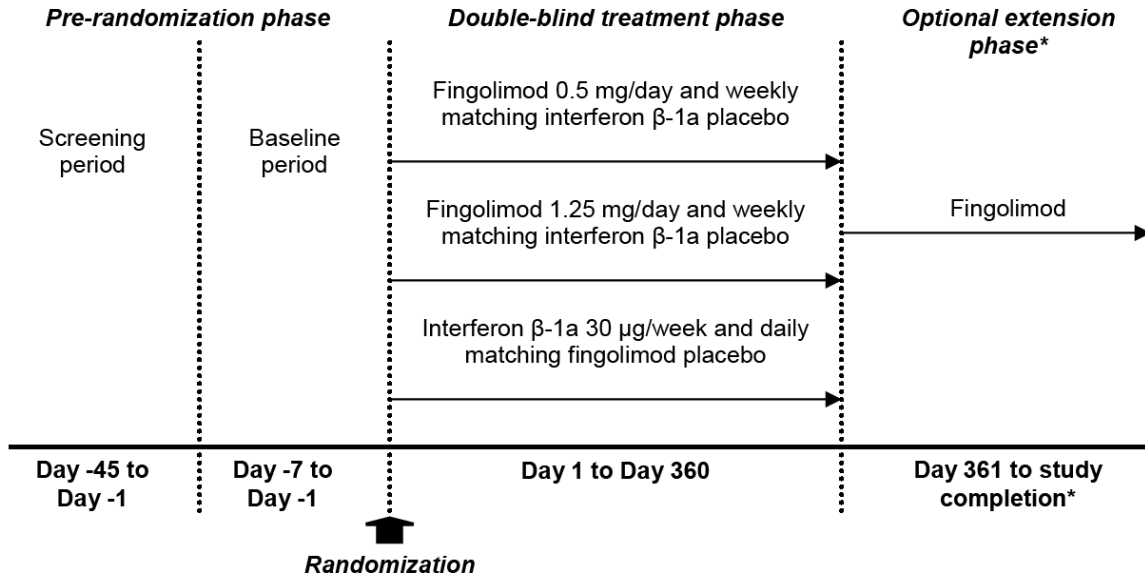 Pre-randomization phase
Double-blind treatment phase
Optional extension
phase*
Screening
period
Baseline
period
Fingolimod 0.5 mg/day and weekly
matching interferon β-1a placebo
Fingolimod 1.25 mg/day and weekly
matching interferon β-1a placebo
Interferon β-1a 30 μg/week and daily
matching fingolimod placebo
Fingolimod
Day -45 to
Day -1
Day -7 to
Day -1
Day 1 to Day 360
Day 361 to study
completion*
Randomization